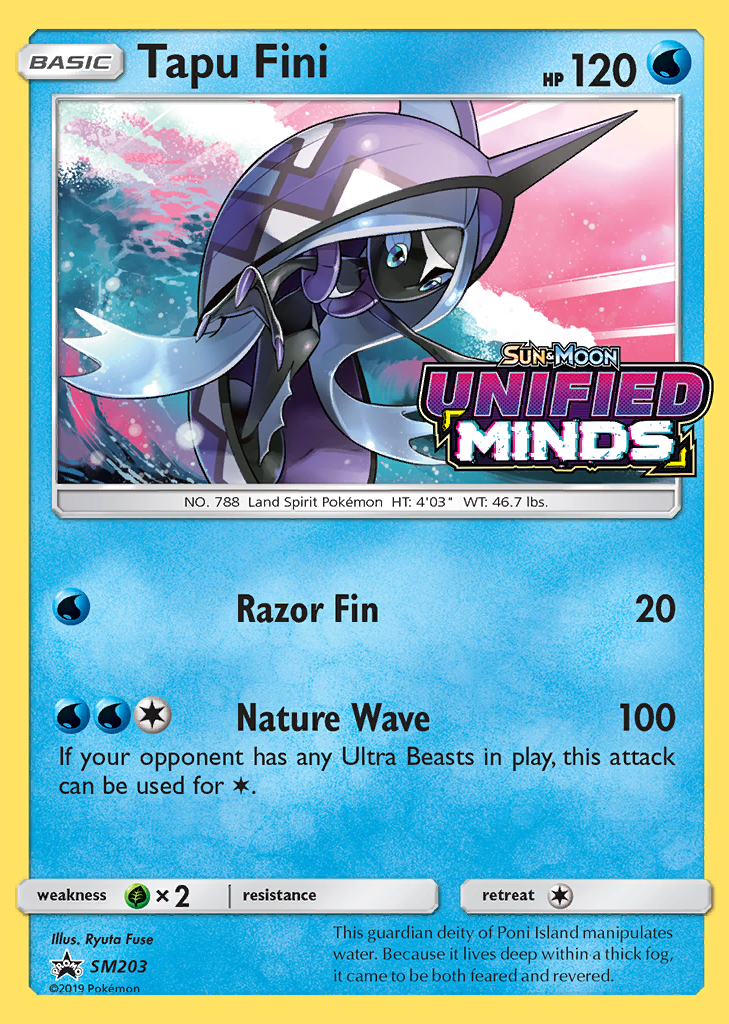 BASIC Tapu Fini HP 120
SUN & MOON
UNIFIED
MINDS
NO. 788 Land Spirit Pokémon HT: 4'03" WT: 46.7 lbs.
Razor Fin 20
Nature Wave 100
If your opponent has any Ultra Beasts in play, this attack
can be used for .
weakness ×2 resistance retreat
Illus. Ryuta Fuse
PROMO SM203
©2019 Pokémon
This guardian deity of Poni Island manipulates
water. Because it lives deep within a thick fog,
it came to be both feared and revered.